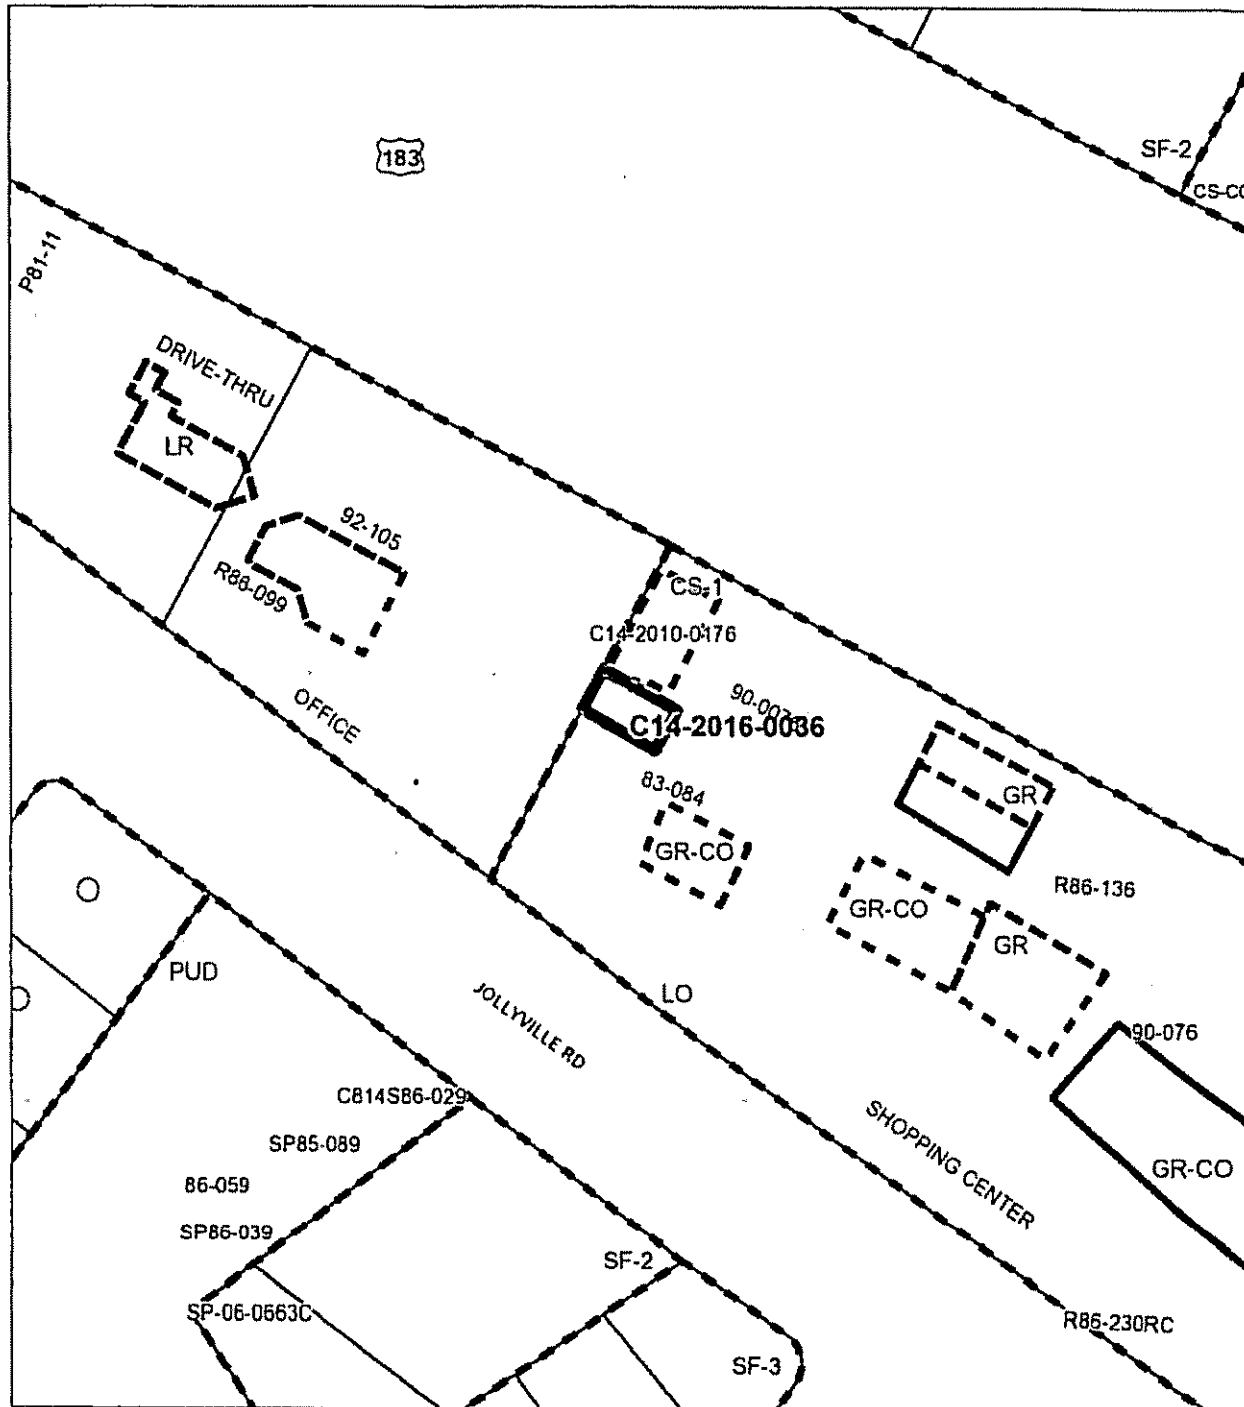 183
SF-2
CS-CO
P81-11
DRIVE-THRU
LR
92-105
R86-099
CS-1
C14-2010-0176
90-007
C14-2016-0036
OFFICE
83-084
GR-CO
GR
R86-136
GR-CO
GR
O
PUD
O
LO
JOLLYVILLE RD
90-076
C814S86-029
SHOPPING CENTER
SP85-089
GR-CO
86-059
SP86-039
SF-2
SP-06-0563C
R86-230RC
SF-3